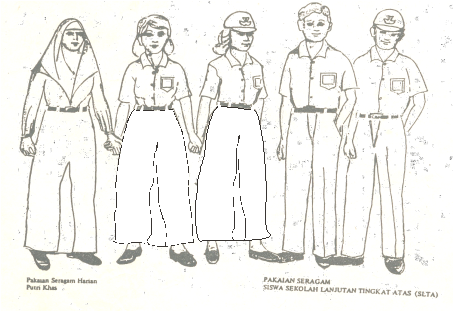 Pakaian Seragam Harian
Putri Khas
PAKAIAN SERAGAM
SISWA SEKOLAH LANJUTAN TINGKAT ATAS (SLTA)